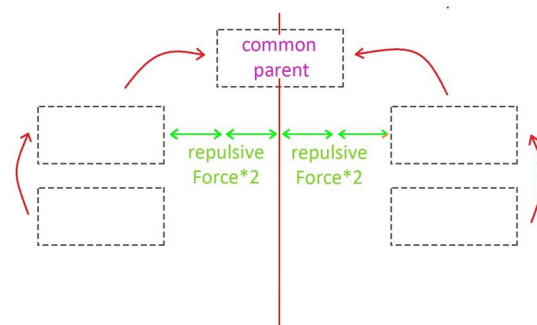 common
parent
repulsive
Force*2
repulsive
Force*2